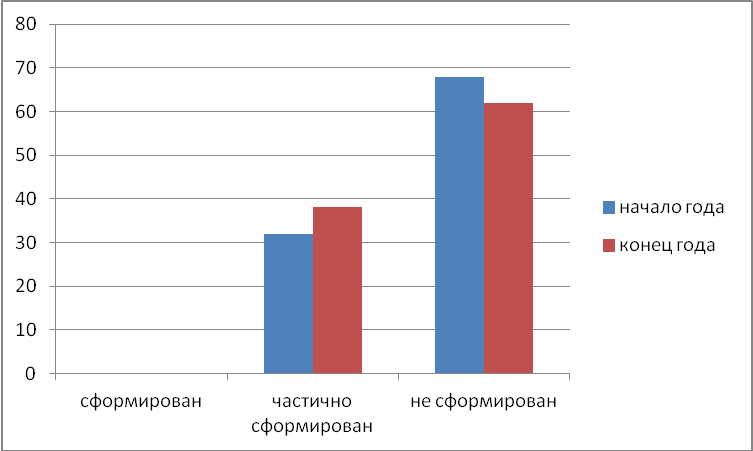 80
70
60
50
40
30
20
10
0
сформирован
частично
сформирован
не сформирован
начало года
конец года